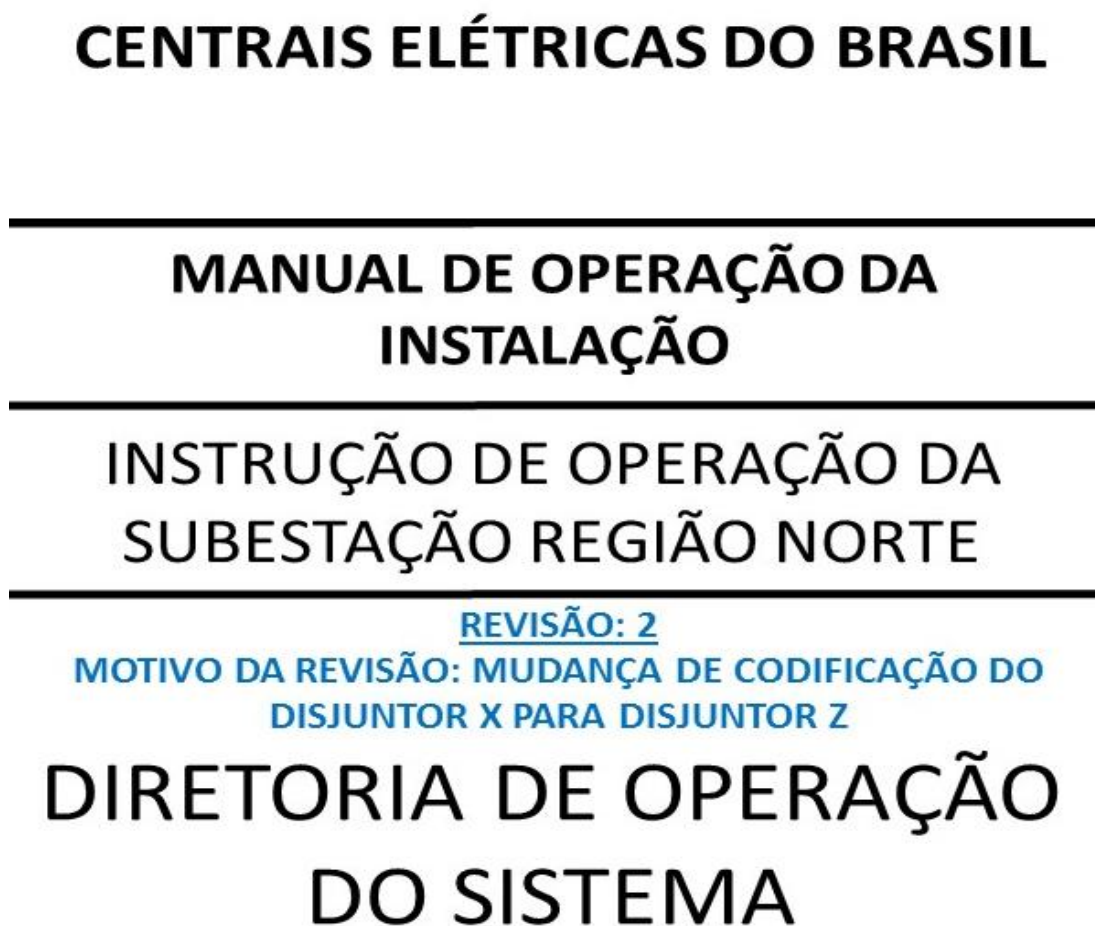 CENTRAIS ELÉTRICAS DO BRASIL
MANUAL DE OPERAÇÃO DA
INSTALAÇÃO
INSTRUÇÃO DE OPERAÇÃO DA
SUBESTAÇÃO REGIÃO NORTE
REVISÃO: 2
MOTIVO DA REVISÃO: MUDANÇA DE CODIFICAÇÃO DO
DISJUNTOR X PARA DISJUNTOR Z
DIRETORIA DE OPERAÇÃO
DO SISTEMA